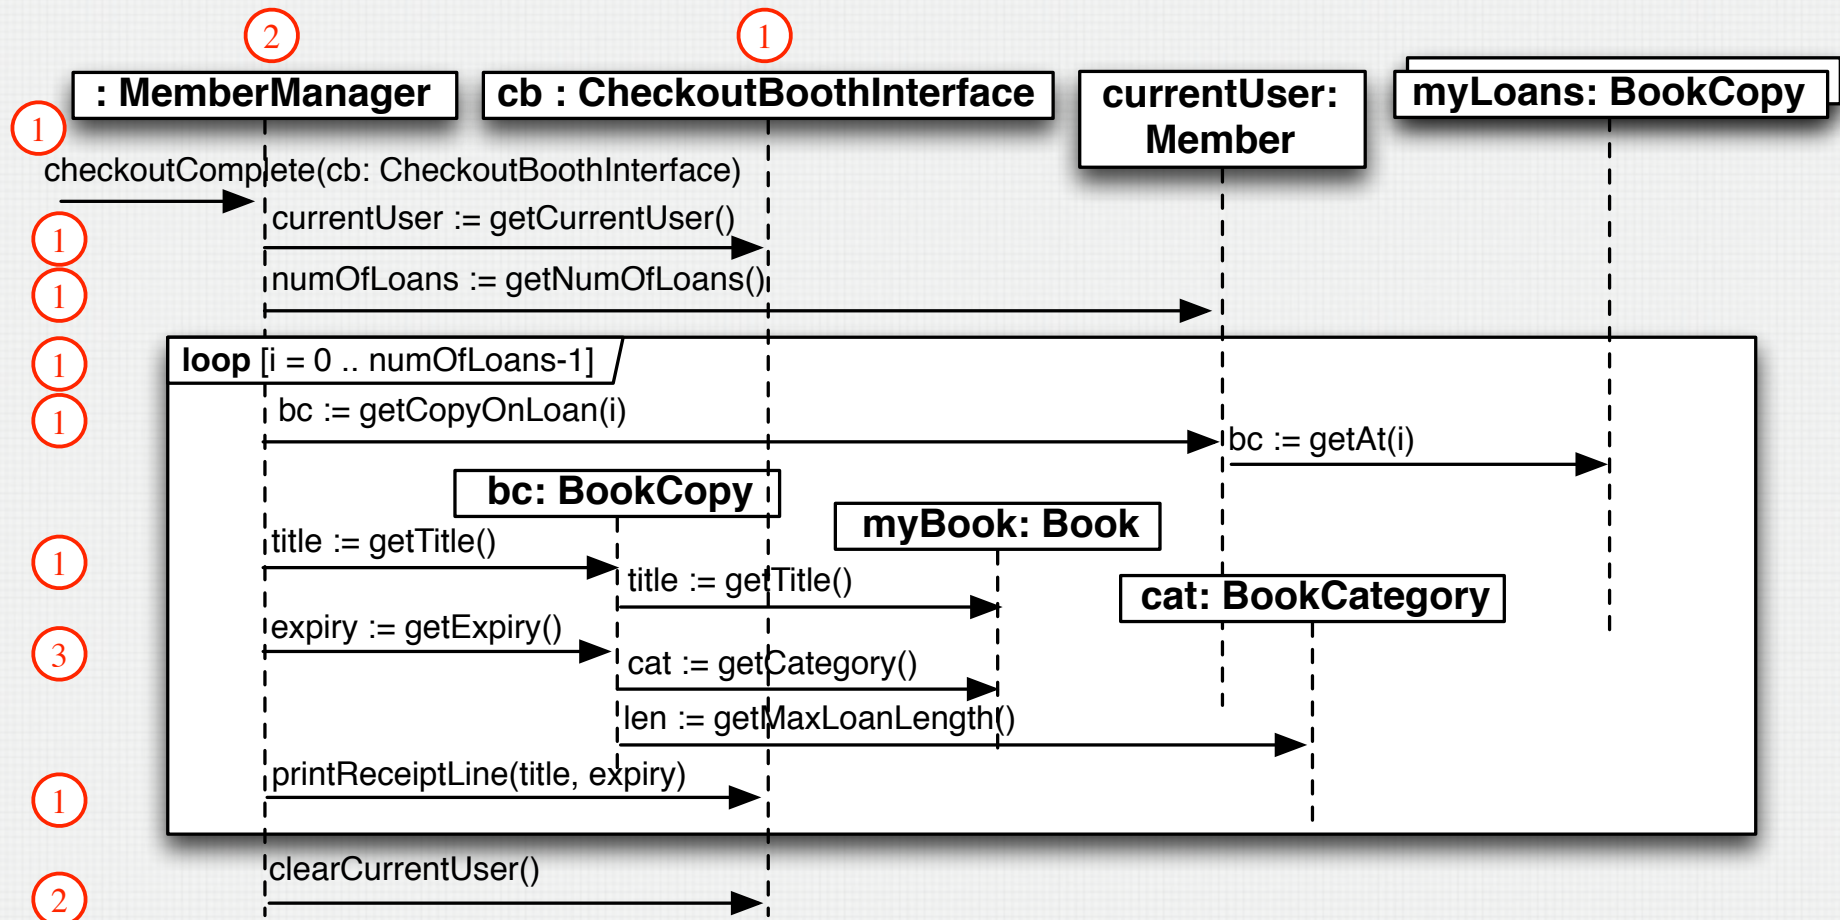 2
1
: MemberManager
cb : CheckoutBoothInterface
currentUser:
Member
myLoans: BookCopy
1
checkoutComplete(cb: CheckoutBoothInterface)
1
currentUser := getCurrentUser()
1
numOfLoans := getNumOfLoans()
1
loop [i = 0 .. numOfLoans-1]
1
bc := getCopyOnLoan(i)
bc := getAt(i)
bc: BookCopy
myBook: Book
1
title := getTitle()
title := getTitle()
cat: BookCategory
3
expiry := getExpiry()
cat := getCategory()
len := getMaxLoanLength()
1
printReceiptLine(title, expiry)
2
clearCurrentUser()